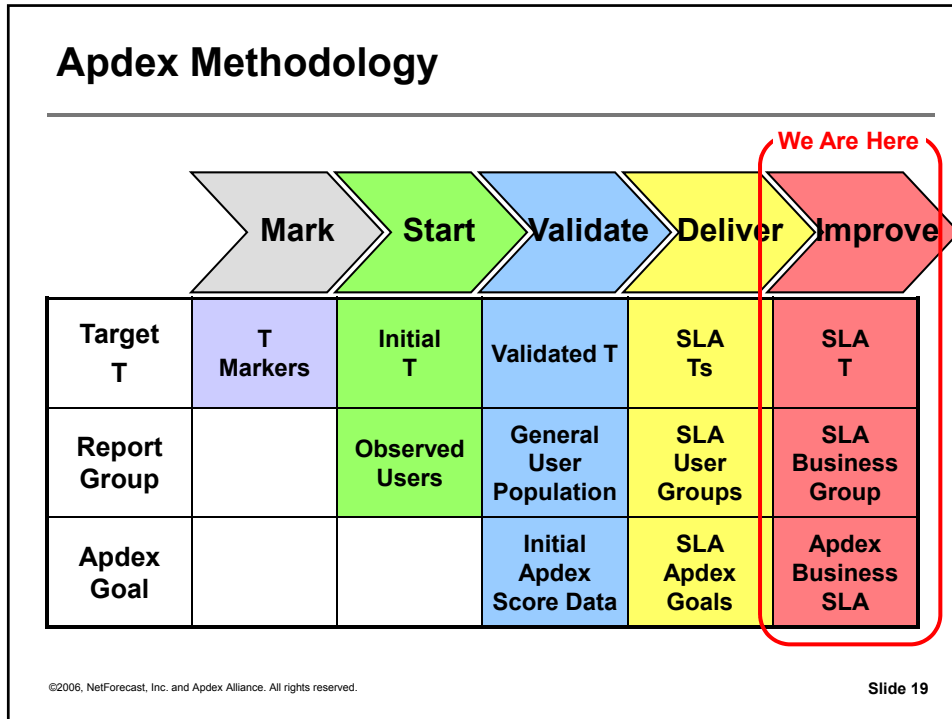 Apdex Methodology
We Are Here
Mark
Start
Validate
Deliver
Improve
Target
T
T
Markers
Initial
T
Validated T
SLA
Ts
SLA
T
Report
Group
Observed
Users
General
User
Population
SLA
User
Groups
SLA
Business
Group
Apdex
Goal
Initial
Apdex
Score Data
SLA
Apdex
Goals
Apdex
Business
SLA
©2006, NetForecast, Inc. and Apdex Alliance. All rights reserved.
Slide 19